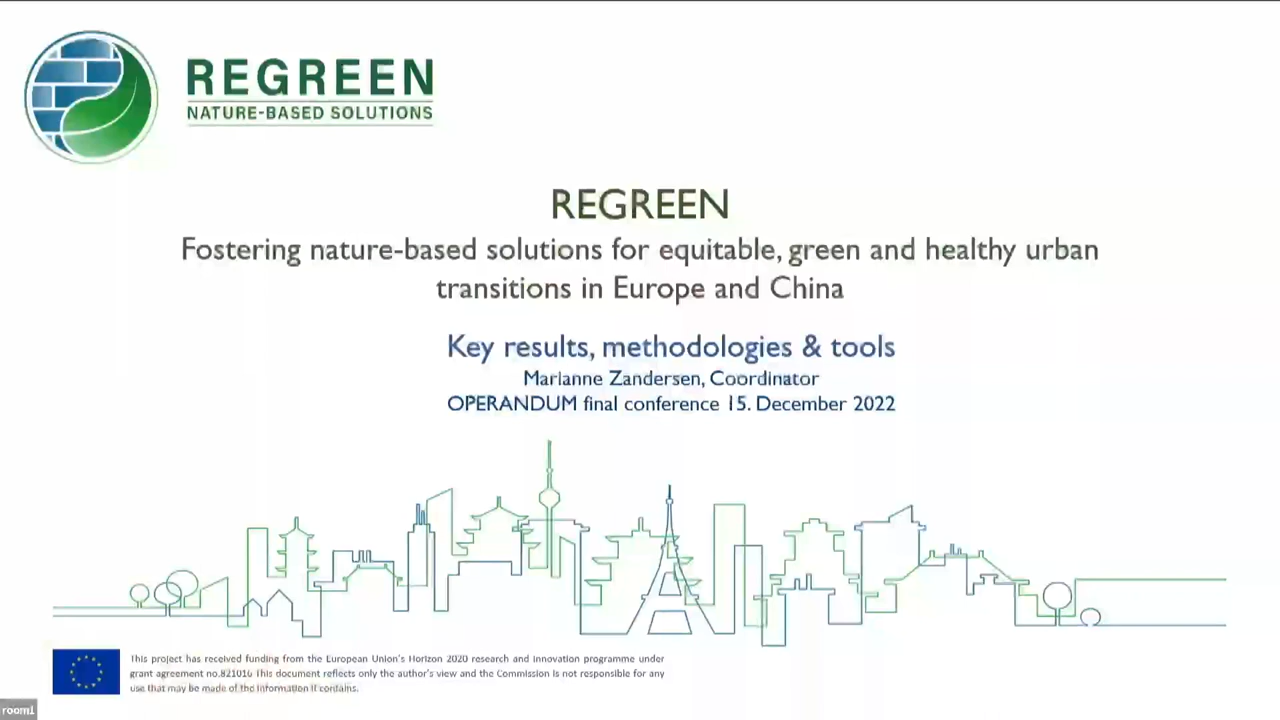 REGREEN
NATURE-BASED SOLUTIONS
REGREEN
Fostering nature-based solutions for equitable, green and healthy urban
transitions in Europe and China
Key results, methodologies & tools
Marianne Zandersen, Coordinator
OPERANDUM final conference 15. December 2022
This project has received funding from the European Union's Horizon 2020 research and innovation programme under
grant agreement no.821016 This document reflects only the author's view and the Commission is not responsible for any
use that may be made of the information it contains.
room1